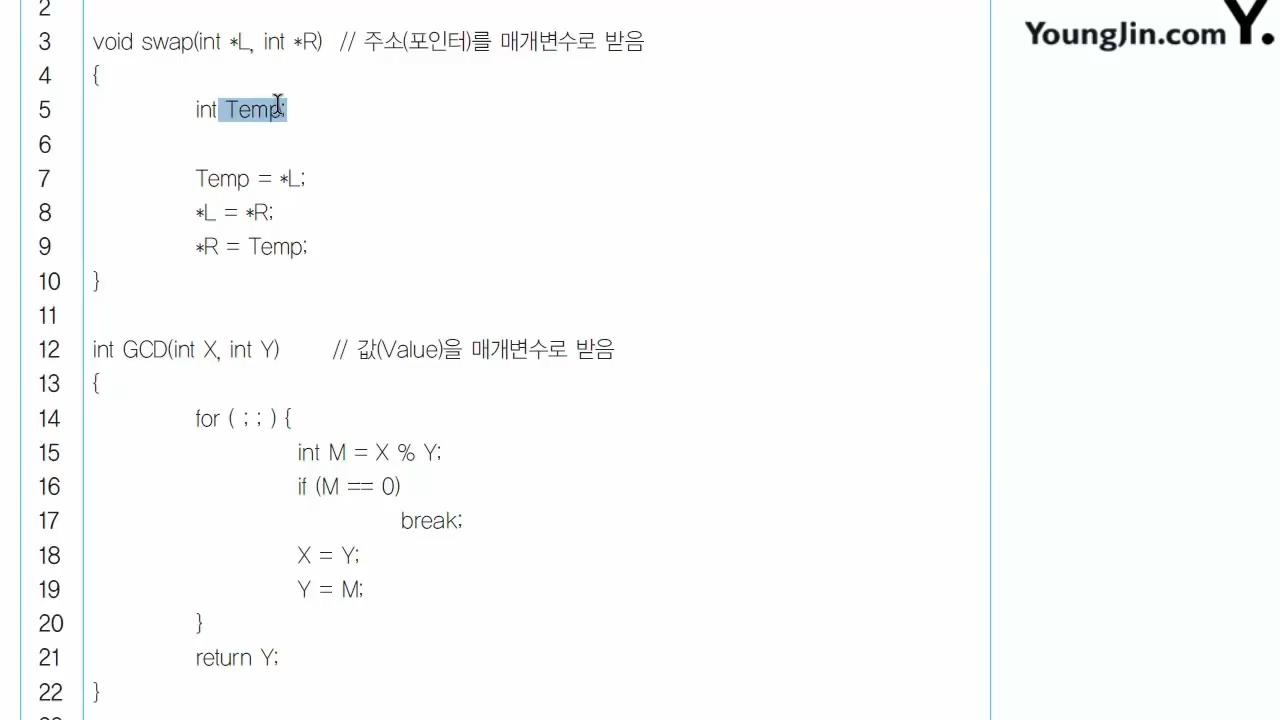 2
YoungJin.com Y.
3 void swap(int *L, int *R) // 주소(포인터)를 매개변수로 받음
4 {
5 int Temp;
6
7 Temp = *L;
8 *L = *R;
9 *R = Temp;
10 }
11
12 int GCD(int X, int Y) // 값(Value)을 매개변수로 받음
13 {
14 for ( ; ; ) {
15 int M = X % Y;
16 if (M == 0)
17 break;
18 X = Y;
19 Y = M;
20 }
21 return Y;
22 }